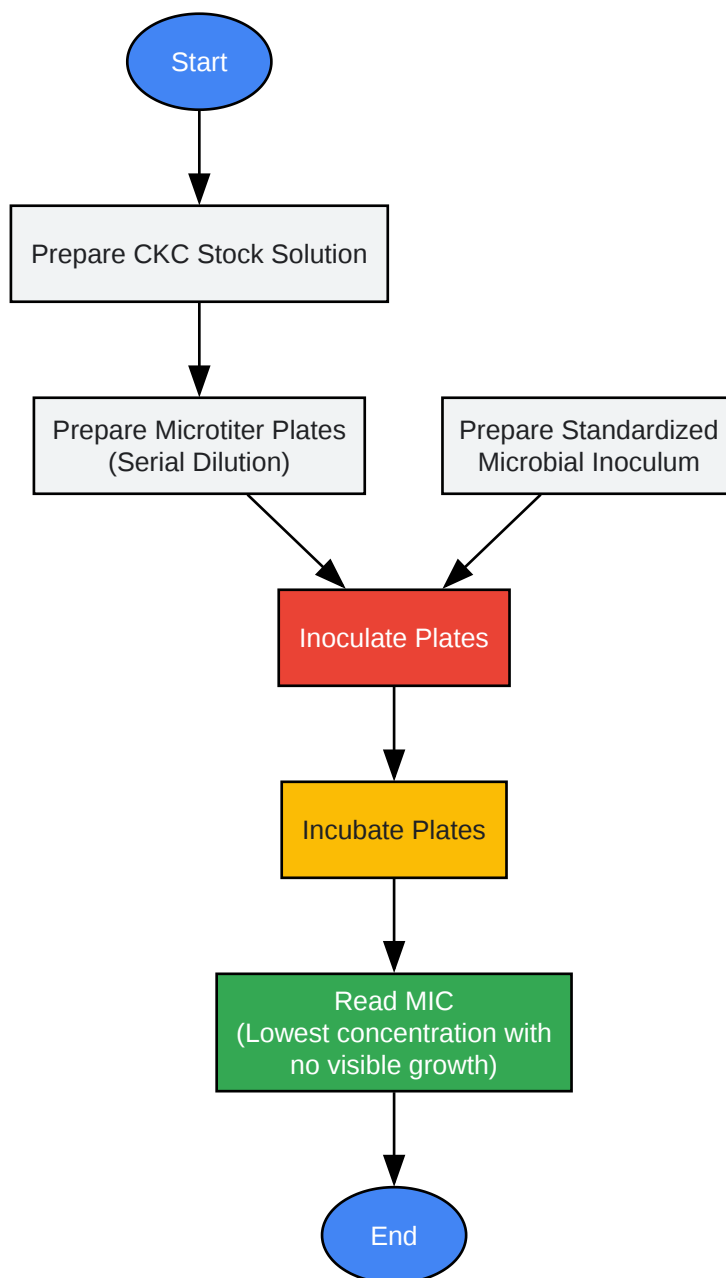 Start
Prepare CKC Stock Solution
Prepare Microtiter Plates
(Serial Dilution)
Prepare Standardized
Microbial Inoculum
Inoculate Plates
Incubate Plates
Read MIC
(Lowest concentration with
no visible growth)
End